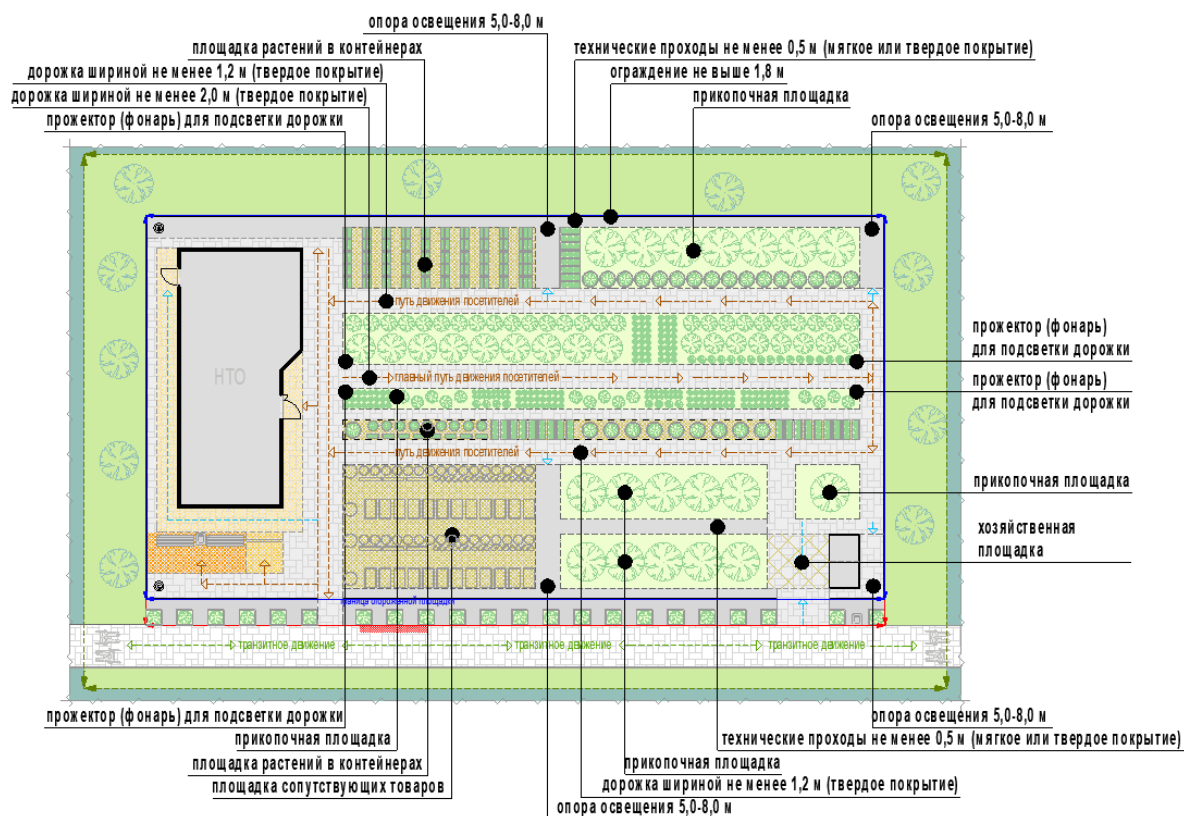 опора освещения 5,0-8,0 м
площадка растений в контейнерах
технические проходы не менее 0,5 м (мягкое или твердое покрытие)
дорожка шириной не менее 1,2 м (твердое покрытие)
ограждение не выше 1,8 м
дорожка шириной не менее 2,0 м (твердое покрытие)
прикопочная площадка
прожектор (фонарь) для подсветки дорожки
опора освещения 5,0-8,0 м
путь движения посетителей
прожектор (фонарь)
для подсветки дорожки
НТО
главный путь движения посетителей
прожектор (фонарь)
для подсветки дорожки
путь движения посетителей
прикопочная площадка
хозяйственная
площадка
граница огороженной площадки
транзитное движение
транзитное движение
транзитное движение
прожектор (фонарь) для подсветки дорожки
опора освещения 5,0-8,0 м
прикопочная площадка
технические проходы не менее 0,5 м (мягкое или твердое покрытие)
площадка растений в контейнерах
прикопочная площадка
площадка сопутствующих товаров
дорожка шириной не менее 1,2 м (твердое покрытие)
опора освещения 5,0-8,0 м